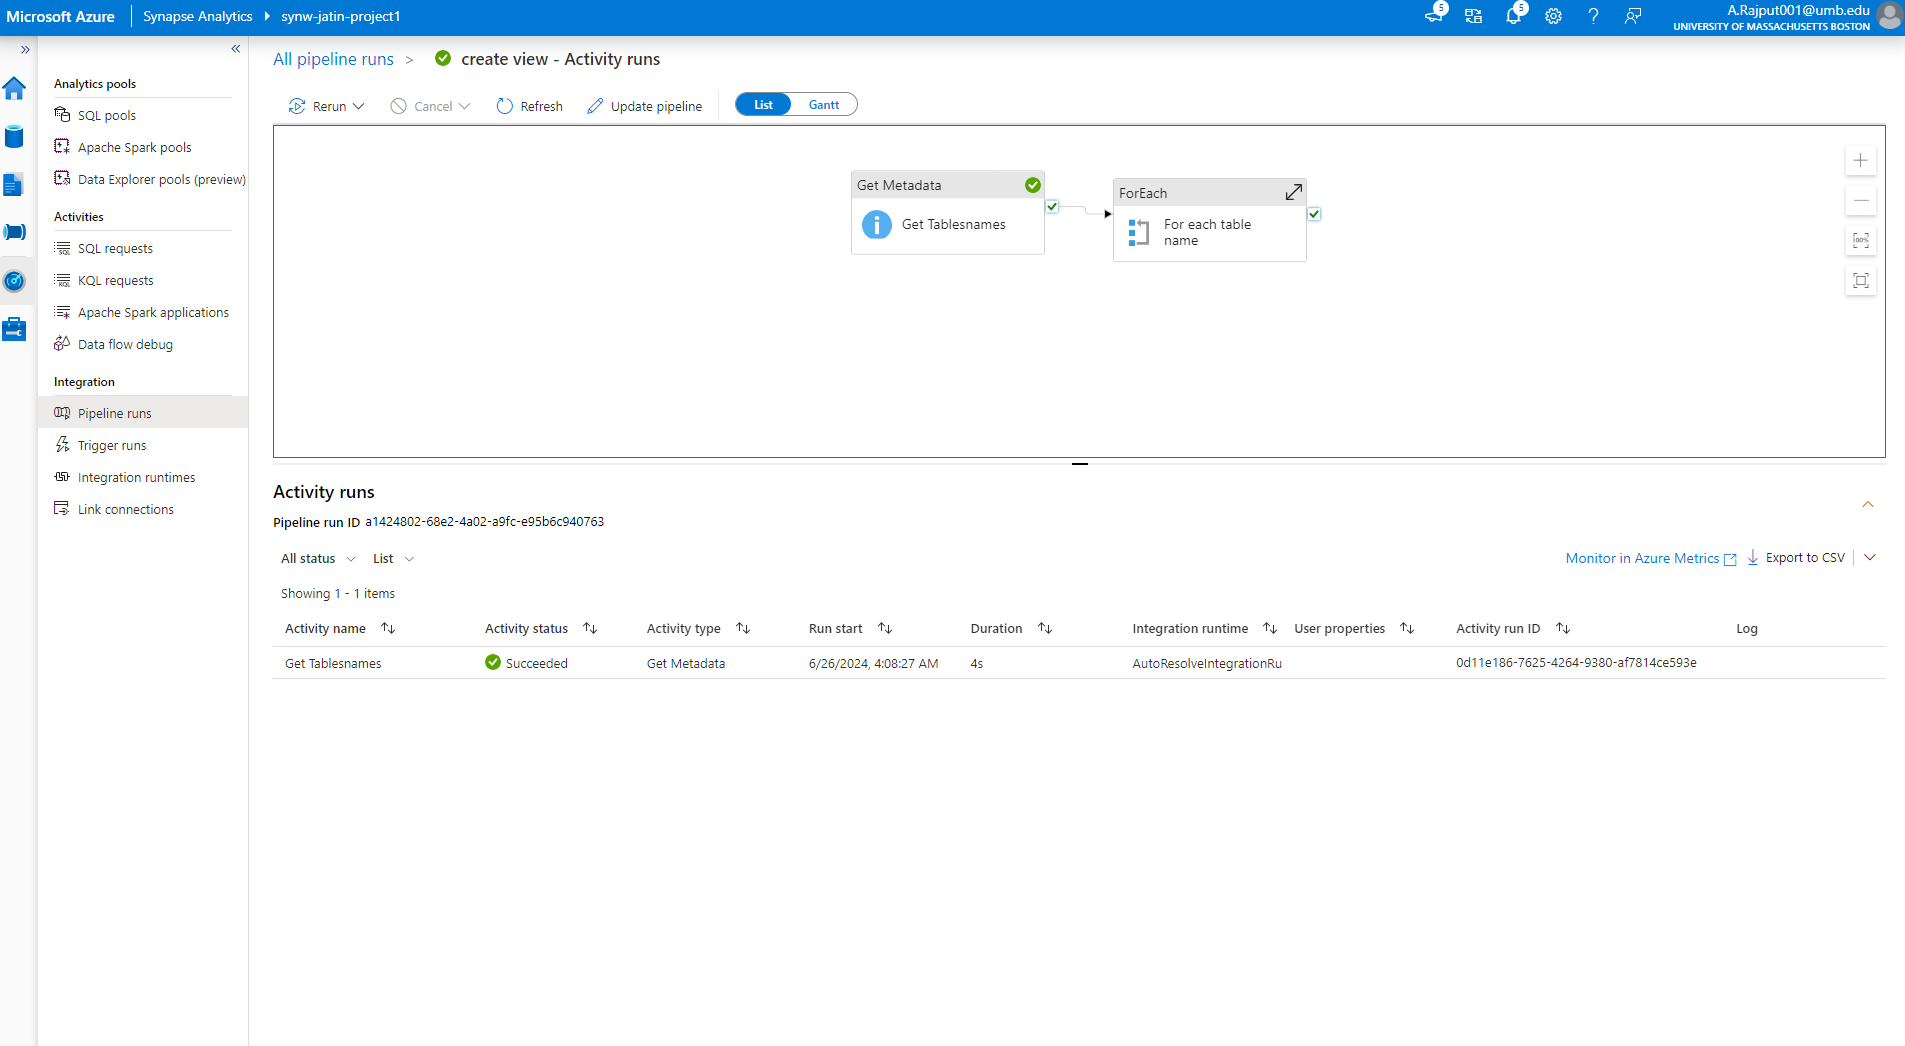 Microsoft Azure
Synapse Analytics
synw-jatin-project1
5
5
A.Rajput001@umb.edu
UNIVERSITY OF MASSACHUSETTS BOSTON
Analytics pools
SQL pools
Apache Spark pools
Data Explorer pools (preview)
Activities
SQL requests
KQL requests
Apache Spark applications
Data flow debug
Integration
Pipeline runs
Trigger runs
Integration runtimes
Link connections
All pipeline runs > create view - Activity runs
Rerun
Cancel
Refresh
Update pipeline
List
Gantt
Get Metadata
Get Tablesnames
ForEach
For each table
name
100%
Activity runs
Pipeline run ID a1424802-68e2-4a02-a9fc-e95b6c940763
All status
List
Monitor in Azure Metrics
Export to CSV
Showing 1 - 1 items
Activity name Activity status Activity type Run start Duration Integration runtime User properties Activity run ID Log
Get Tablesnames Succeeded Get Metadata 6/26/2024, 4:08:27 AM 4s AutoResolveIntegrationRu 0d11e186-7625-4264-9380-af7814ce593e